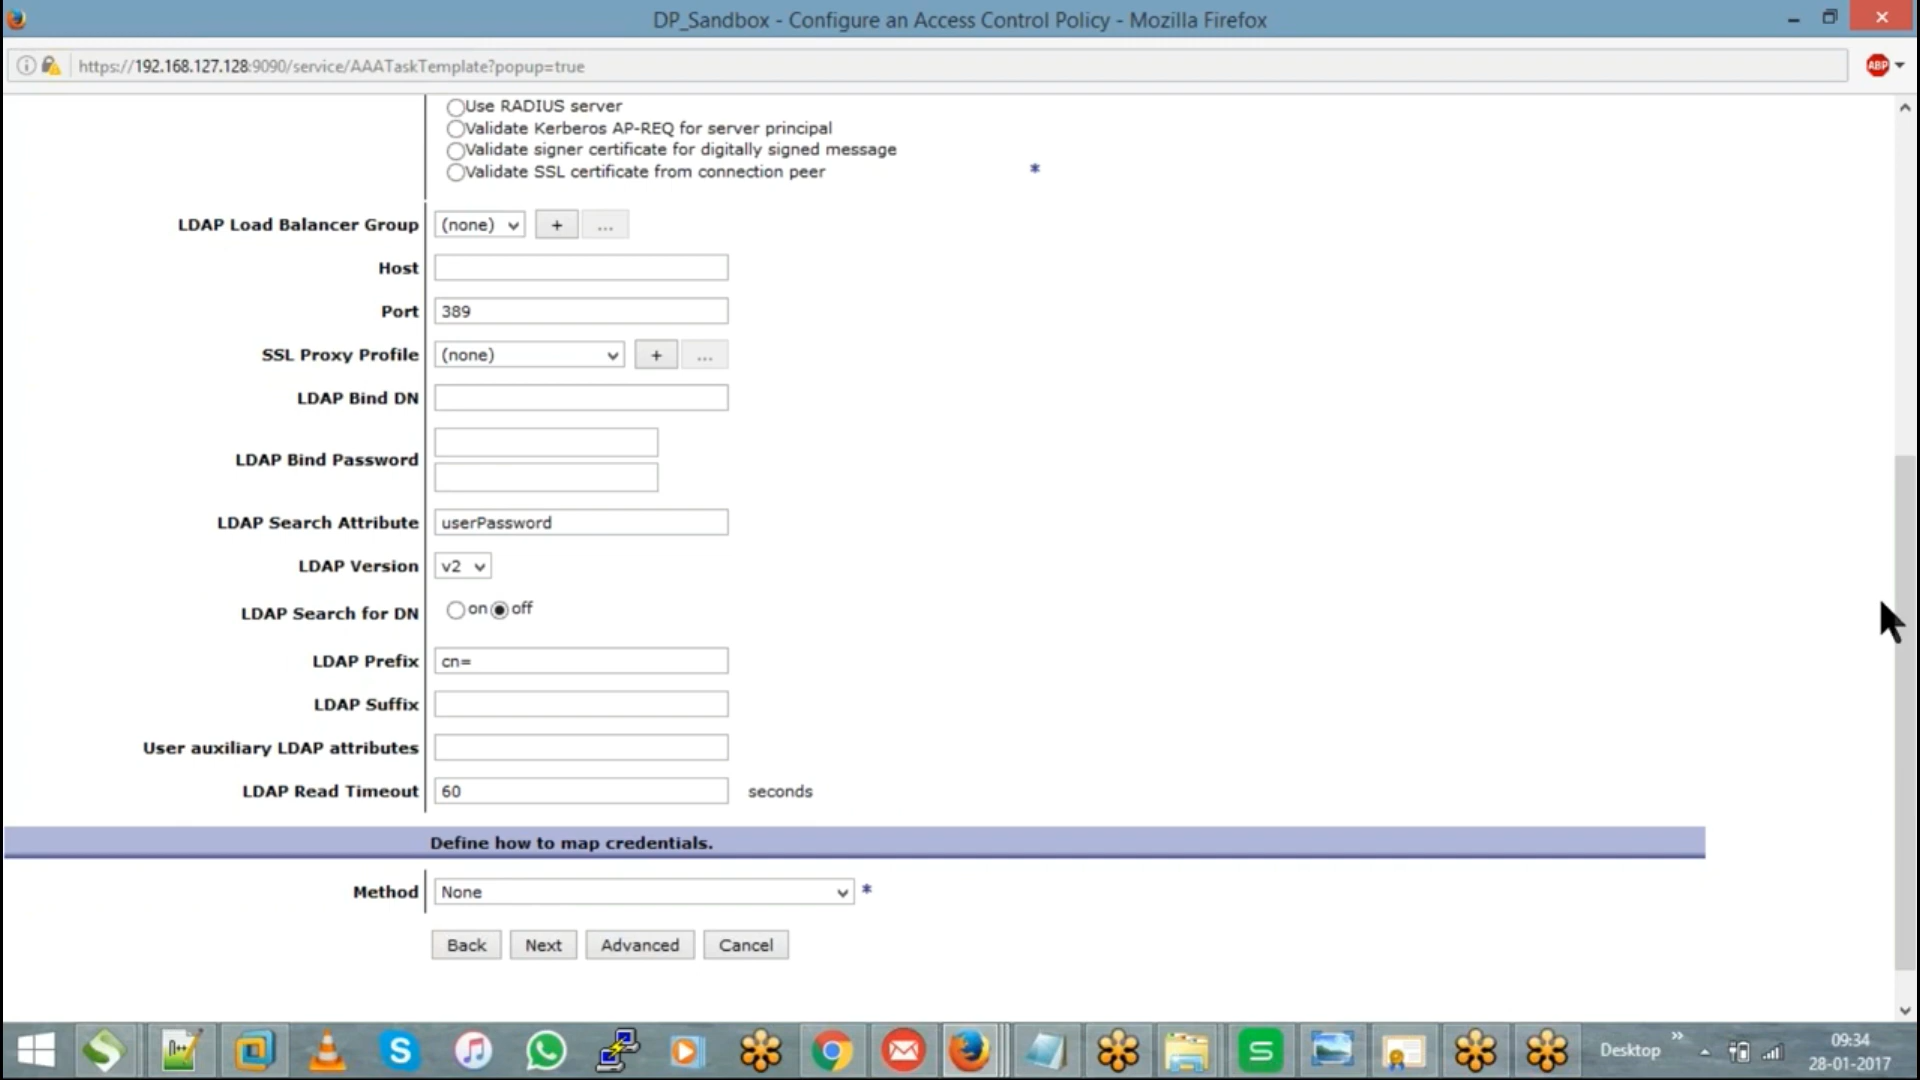 DP_Sandbox - Configure an Access Control Policy - Mozilla Firefox
https://192.168.127.128:9090/service/AAATaskTemplate?popup=true
ABP
Use RADIUS server
Validate Kerberos AP-REQ for server principal
Validate signer certificate for digitally signed message
Validate SSL certificate from connection peer *
LDAP Load Balancer Group (none) + ...
Host
Port 389
SSL Proxy Profile (none) + ...
LDAP Bind DN
LDAP Bind Password
LDAP Search Attribute userPassword
LDAP Version v2
LDAP Search for DN on off
LDAP Prefix cn=
LDAP Suffix
User auxiliary LDAP attributes
LDAP Read Timeout 60 seconds
Define how to map credentials.
Method None *
Back Next Advanced Cancel
Desktop
09:34
28-01-2017